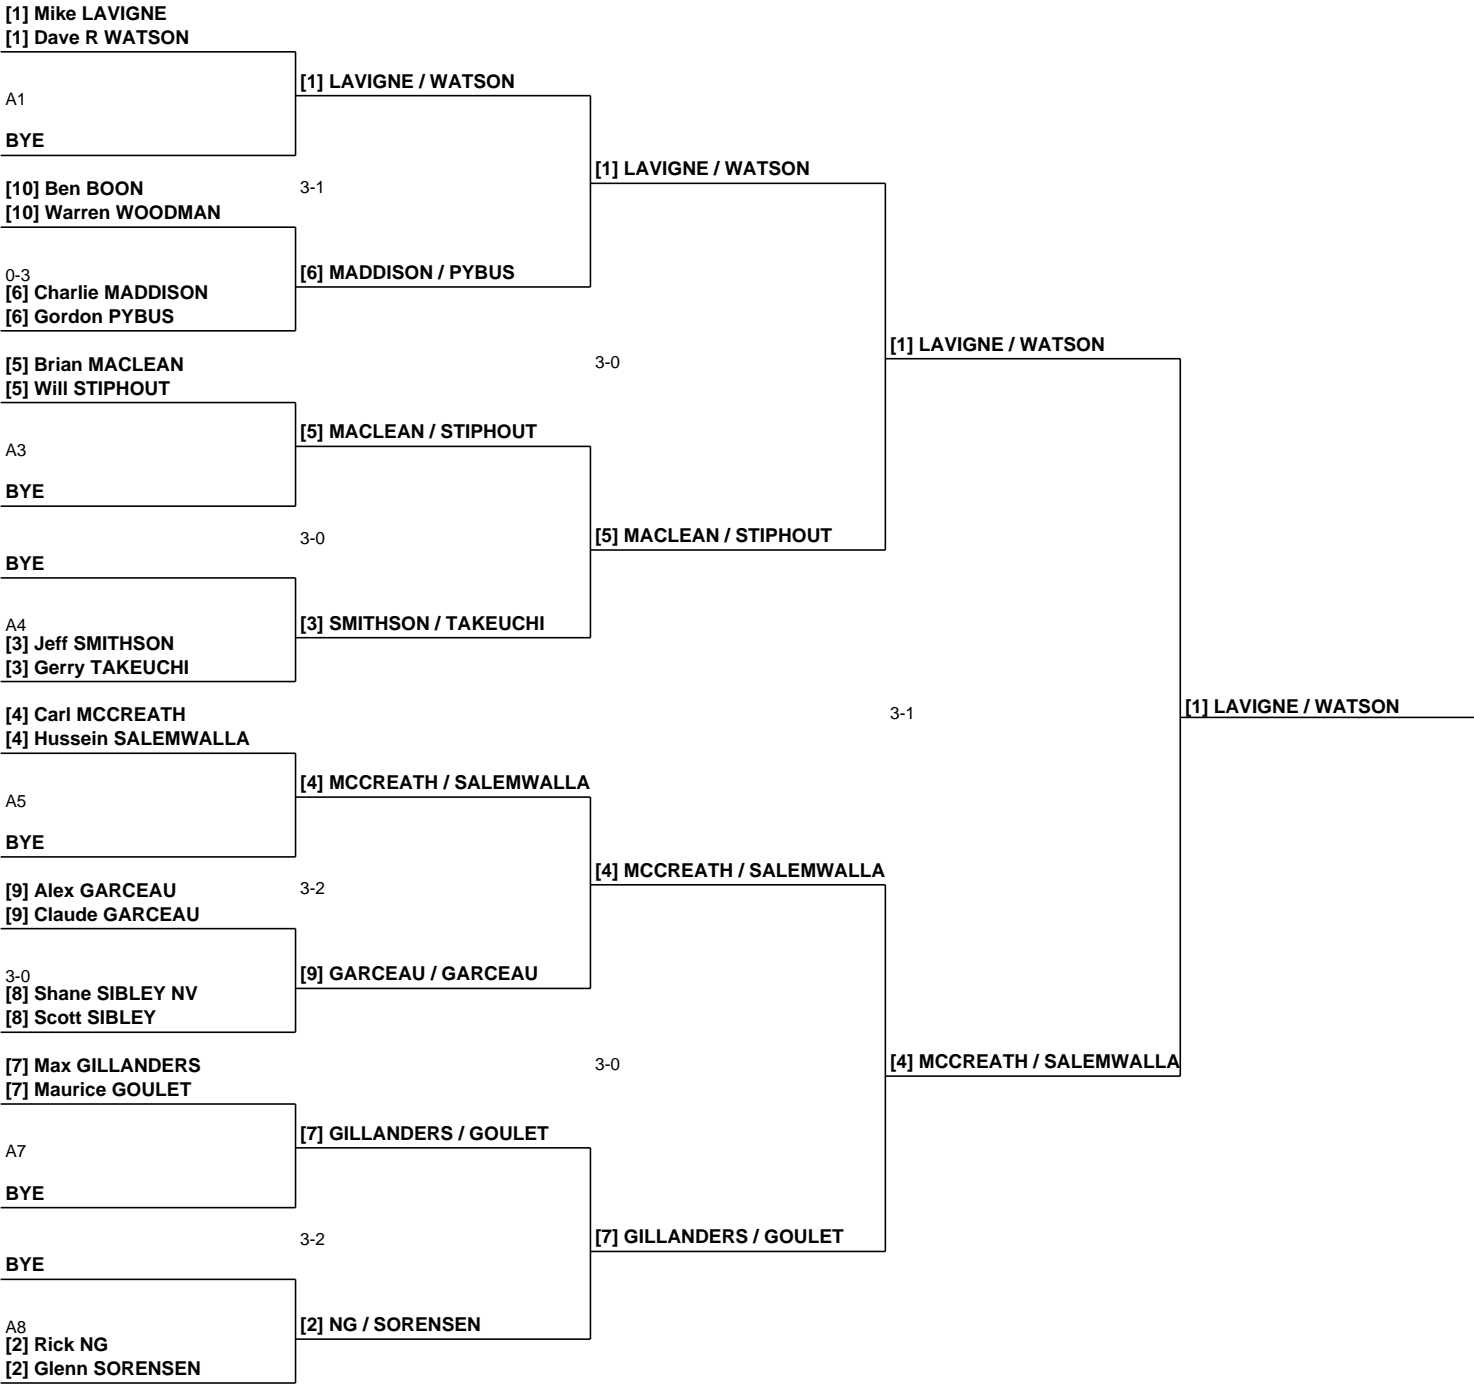 [1] Mike LAVIGNE
[1] Dave R WATSON
A1
BYE
[10] Ben BOON
[10] Warren WOODMAN
0-3
[6] Charlie MADDISON
[6] Gordon PYBUS
[5] Brian MACLEAN
[5] Will STIPHOUT
A3
BYE
BYE
A4
[3] Jeff SMITHSON
[3] Gerry TAKEUCHI
[4] Carl MCCREATH
[4] Hussein SALEMWALLA
A5
BYE
[9] Alex GARCEAU
[9] Claude GARCEAU
3-0
[8] Shane SIBLEY NV
[8] Scott SIBLEY
[7] Max GILLANDERS
[7] Maurice GOULET
A7
BYE
BYE
A8
[2] Rick NG
[2] Glenn SORENSEN
[1] LAVIGNE / WATSON
3-1
[6] MADDISON / PYBUS
[5] MACLEAN / STIPHOUT
3-0
[3] SMITHSON / TAKEUCHI
[4] MCCREATH / SALEMWALLA
3-2
[9] GARCEAU / GARCEAU
[7] GILLANDERS / GOULET
3-2
[2] NG / SORENSEN
[1] LAVIGNE / WATSON
3-0
[5] MACLEAN / STIPHOUT
[4] MCCREATH / SALEMWALLA
3-0
[7] GILLANDERS / GOULET
[1] LAVIGNE / WATSON
3-1
[4] MCCREATH / SALEMWALLA
[1] LAVIGNE / WATSON